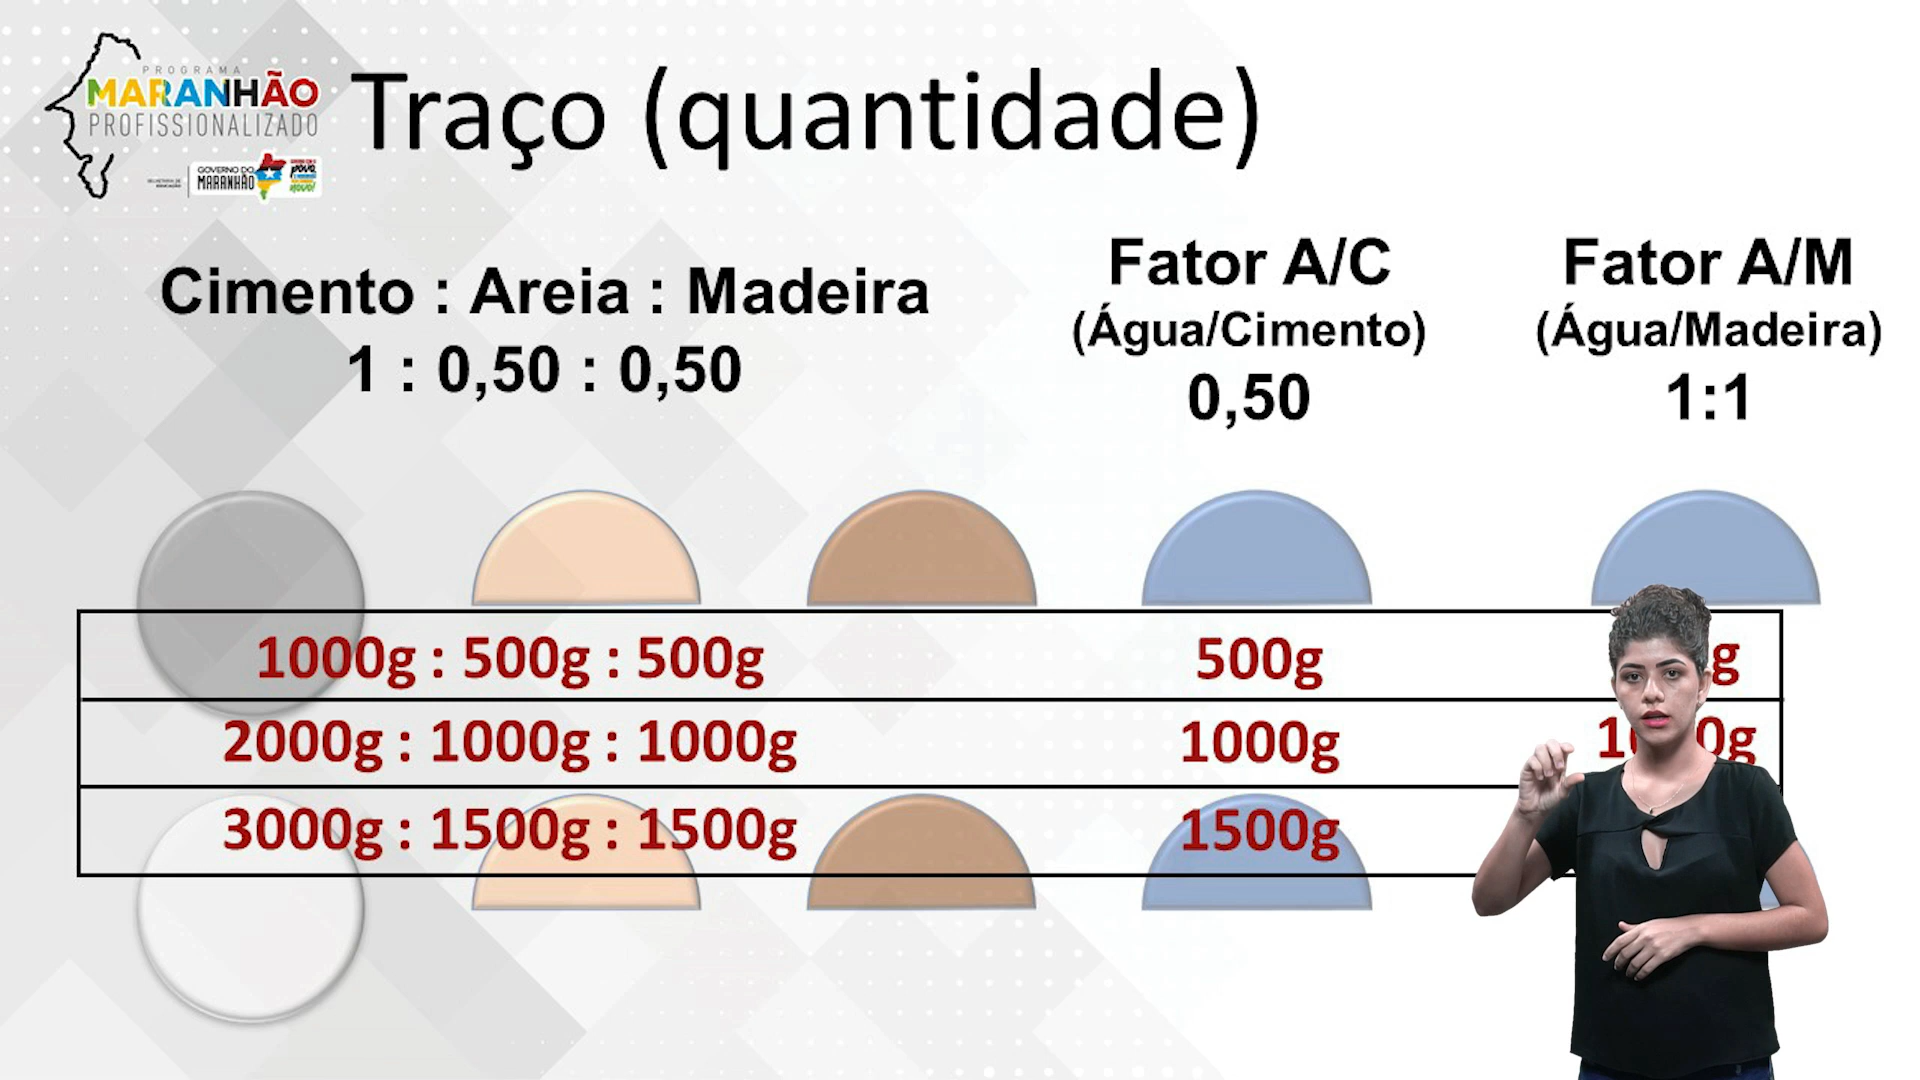 PROGRAMA
MARANHÃO
PROFISSIONALIZADO
GOVERNO DO
MARANHÃO
Traço (quantidade)
Cimento : Areia : Madeira
1 : 0,50 : 0,50
Fator A/C
(Água/Cimento)
0,50
Fator A/M
(Água/Madeira)
1:1
1000g : 500g : 500g
500g
g
2000g : 1000g : 1000g
1000g
3000g : 1500g : 1500g
1500g